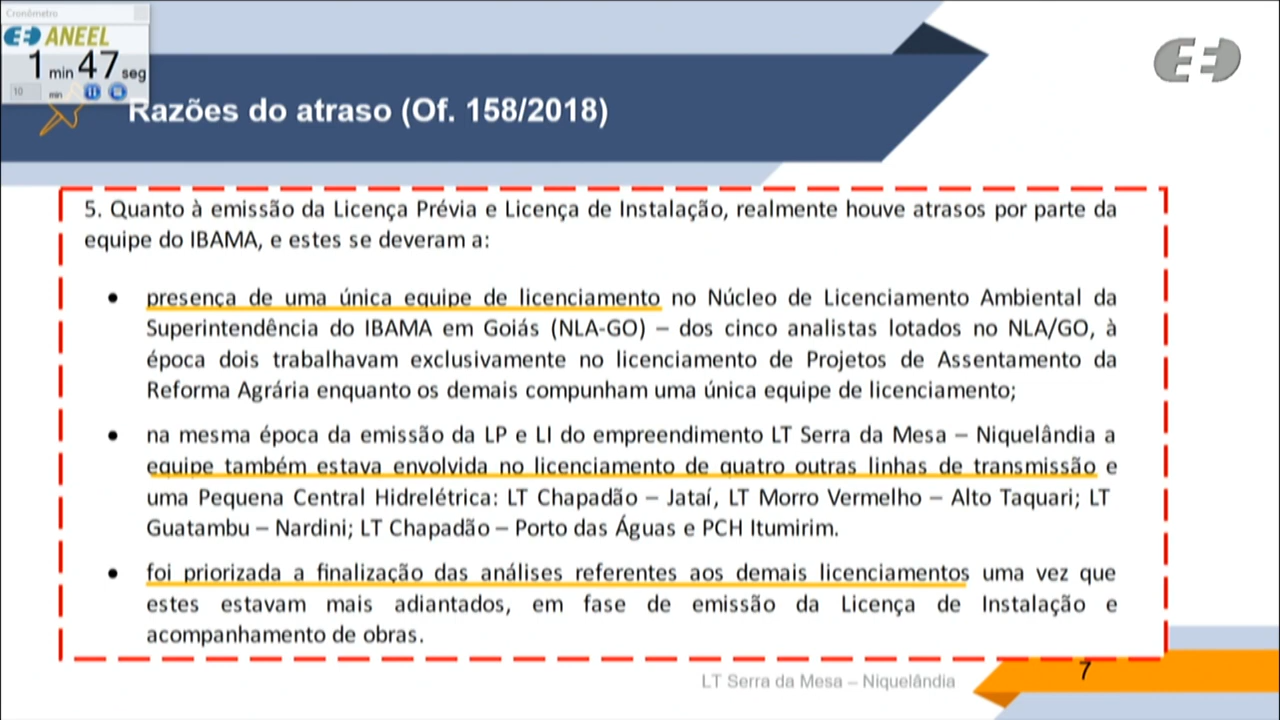 Cronômetro
ANEEL
1 min 47 seg
10 min
Razões do atraso (Of. 158/2018)
5. Quanto à emissão da Licença Prévia e Licença de Instalação, realmente houve atrasos por parte da
equipe do IBAMA, e estes se deveram a:
• presença de uma única equipe de licenciamento no Núcleo de Licenciamento Ambiental da
Superintendência do IBAMA em Goiás (NLA-GO) – dos cinco analistas lotados no NLA/GO, à
época dois trabalhavam exclusivamente no licenciamento de Projetos de Assentamento da
Reforma Agrária enquanto os demais compunham uma única equipe de licenciamento;
• na mesma época da emissão da LP e LI do empreendimento LT Serra da Mesa – Niquelândia a
equipe também estava envolvida no licenciamento de quatro outras linhas de transmissão e
uma Pequena Central Hidrelétrica: LT Chapadão – Jataí, LT Morro Vermelho – Alto Taquari; LT
Guatambu – Nardini; LT Chapadão – Porto das Águas e PCH Itumirim.
• foi priorizada a finalização das análises referentes aos demais licenciamentos uma vez que
estes estavam mais adiantados, em fase de emissão da Licença de Instalação e
acompanhamento de obras.
LT Serra da Mesa – Niquelândia
7